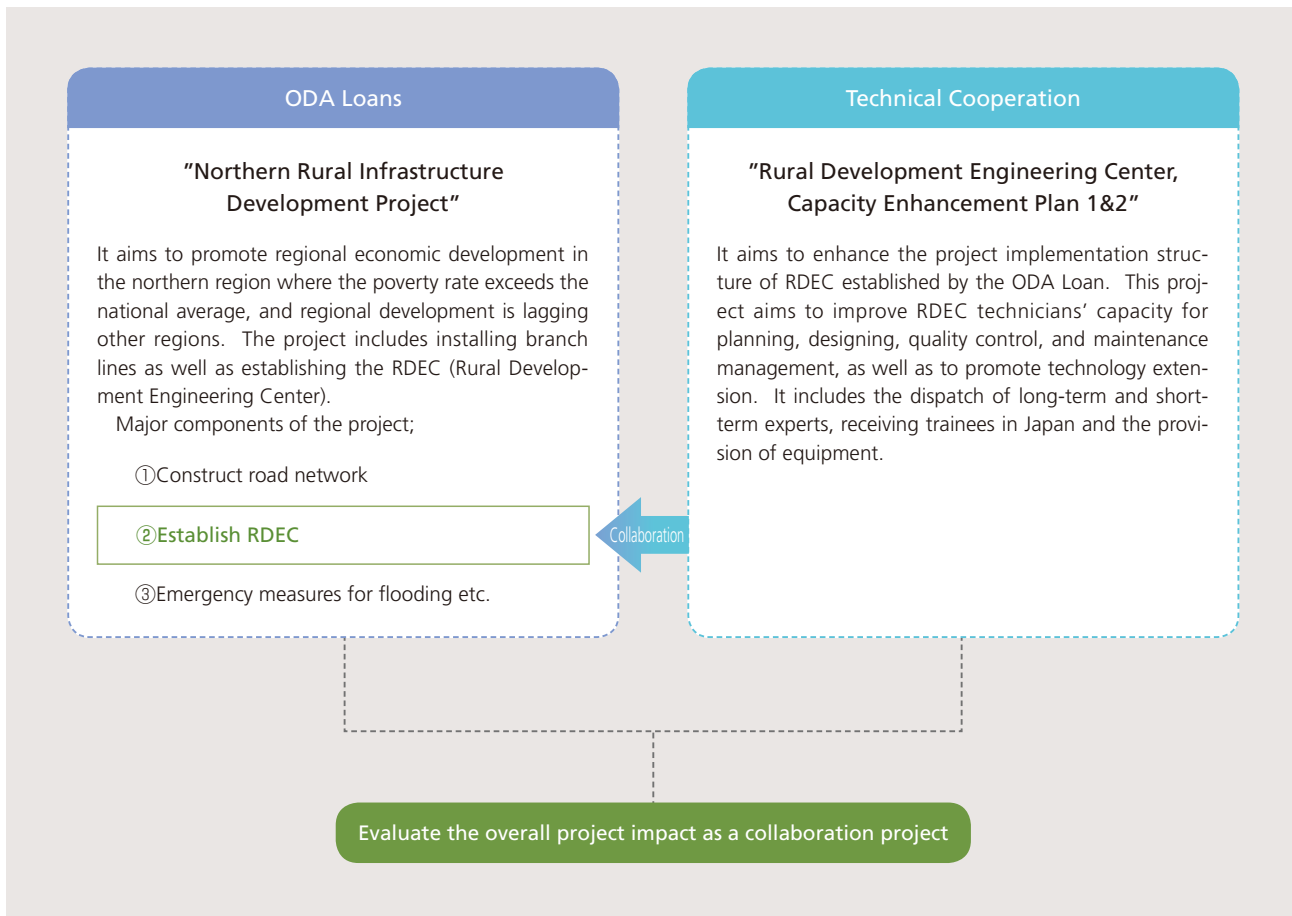 ODA Loans
”Northern Rural Infrastructure
Development Project”
It aims to promote regional economic development in
the northern region where the poverty rate exceeds the
national average, and regional development is lagging
other regions. The project includes installing branch
lines as well as establishing the RDEC (Rural Develop-
ment Engineering Center).
Major components of the project;
①Construct road network
②Establish RDEC
③Emergency measures for flooding etc.
Collaboration
Technical Cooperation
”Rural Development Engineering Center,
Capacity Enhancement Plan 1&2”
It aims to enhance the project implementation struc-
ture of RDEC established by the ODA Loan. This proj-
ect aims to improve RDEC technicians’ capacity for
planning, designing, quality control, and maintenance
management, as well as to promote technology exten-
sion. It includes the dispatch of long-term and short-
term experts, receiving trainees in Japan and the provi-
sion of equipment.
Evaluate the overall project impact as a collaboration project